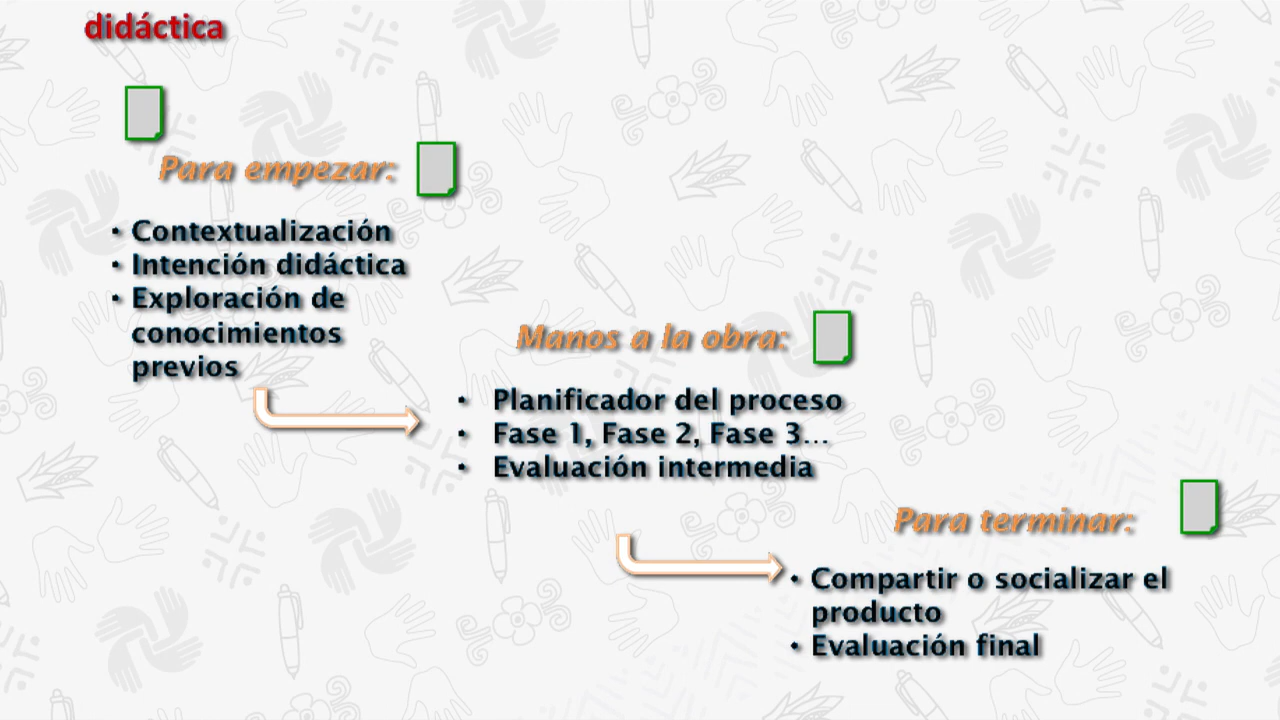 didáctica
Para empezar:
• Contextualización
• Intención didáctica
• Exploración de
conocimientos
previos
Manos a la obra:
• Planificador del proceso
• Fase 1, Fase 2, Fase 3...
• Evaluación intermedia
Para terminar:
• Compartir o socializar el
producto
• Evaluación final